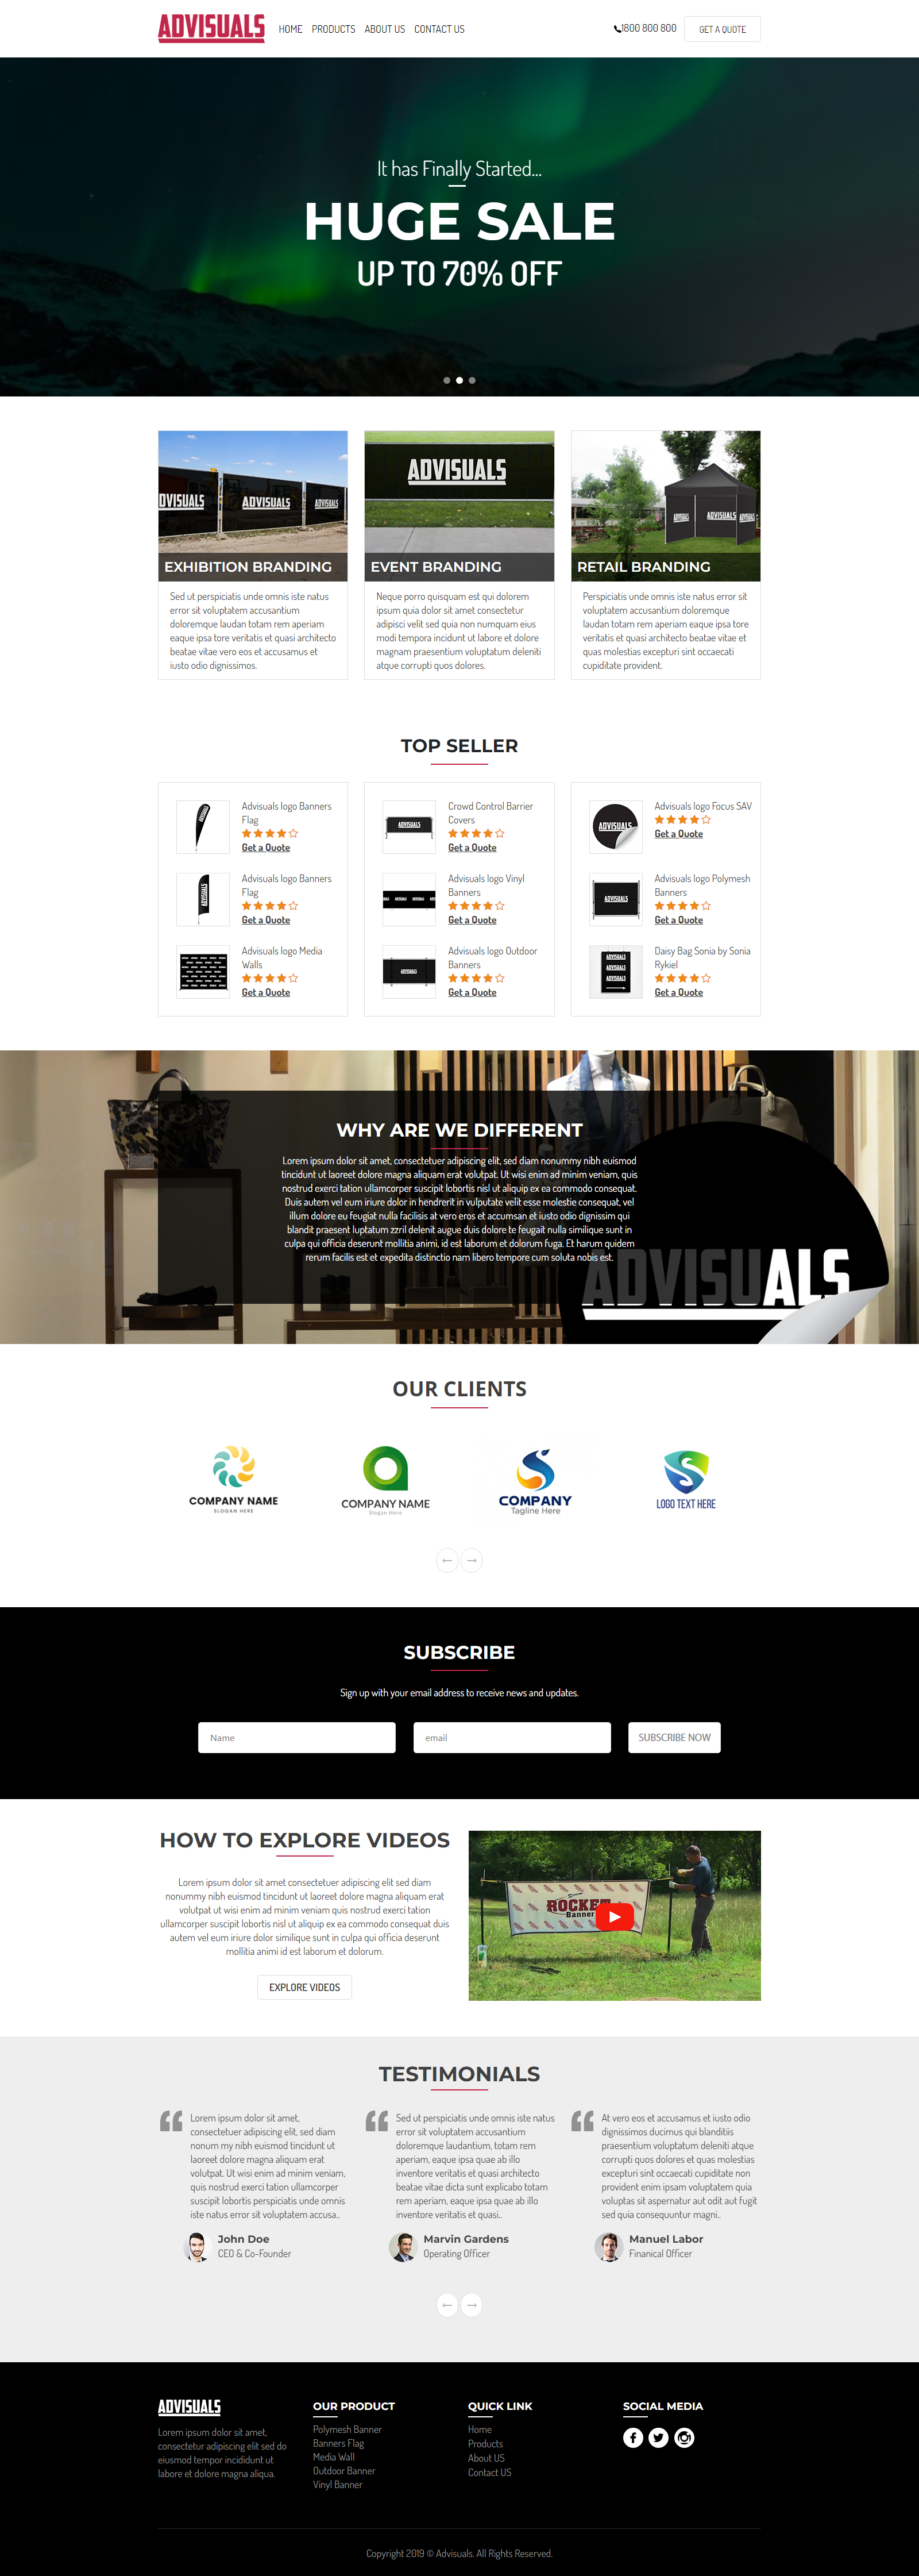 ADVISUALS
HOME PRODUCTS ABOUT US CONTACT US
1800 800 800
GET A QUOTE
It has Finally Started...
HUGE SALE
UP TO 70% OFF
DVISUALS
ADVISUALS
ADVISUALS
EXHIBITION BRANDING
Sed ut perspiciatis unde omnis iste natus
error sit voluptatem accusantium
doloremque laudan totam rem aperiam
eaque ipsa tore veritatis et quasi architecto
beatae vitae vero eos et accusamus et
iusto odio dignissimos.
ADVISUALS
EVENT BRANDING
Neque porro quisquam est qui dolorem
ipsum quia dolor sit amet consectetur
adipisci velit sed quia non numquam eius
modi tempora incidunt ut labore et dolore
magnam praesentium voluptatum deleniti
atque corrupti quos dolores.
ADVISUALS
ADVISUALS
ADVISUALS
RETAIL BRANDING
Perspiciatis unde omnis iste natus error sit
voluptatem accusantium doloremque
laudan totam rem aperiam eaque ipsa tore
veritatis et quasi architecto beatae vitae et
quas molestias excepturi sint occaecati
cupiditate provident.
TOP SELLER
Advisuals logo Banners
Flag
Get a Quote
Advisuals logo Banners
Flag
Get a Quote
Advisuals logo Media
Walls
Get a Quote
ADVISUALS
Crowd Control Barrier
Covers
Get a Quote
Advisuals logo Vinyl
Banners
Get a Quote
ADVISUALS
Advisuals logo Outdoor
Banners
Get a Quote
ADVISUALS
Advisuals logo Focus SAV
Get a Quote
ADVISUALS
Advisuals logo Polymesh
Banners
Get a Quote
ADVISUALS
ADVISUALS
ADVISUALS
Daisy Bag Sonia by Sonia
Rykiel
Get a Quote
WHY ARE WE DIFFERENT
Lorem ipsum dolor sit amet, consectetuer adipiscing elit, sed diam nonummy nibh euismod
tincidunt ut laoreet dolore magna aliquam erat volutpat. Ut wisi enim ad minim veniam, quis
nostrud exerci tation ullamcorper suscipit lobortis nisl ut aliquip ex ea commodo consequat.
Duis autem vel eum iriure dolor in hendrerit in vulputate velit esse molestie consequat, vel
illum dolore eu feugiat nulla facilisis at vero eros et accumsan et iusto odio dignissim qui
blandit praesent luptatum zzril delenit augue duis dolore te feugait nulla similique sunt in
culpa qui officia deserunt mollitia animi, id est laborum et dolorum fuga. Et harum quidem
rerum facilis est et expedita distinctio nam libero tempore cum soluta nobis est.
ADVISUALS
OUR CLIENTS
COMPANY NAME
SLOGAN HERE
COMPANY NAME
Slogan Here
COMPANY
Tagline Here
LOGO TEXT HERE
SUBSCRIBE
Sign up with your email address to receive news and updates.
Name
email
SUBSCRIBE NOW
HOW TO EXPLORE VIDEOS
Lorem ipsum dolor sit amet consectetuer adipiscing elit sed diam
nonummy nibh euismod tincidunt ut laoreet dolore magna aliquam erat
volutpat ut wisi enim ad minim veniam quis nostrud exerci tation
ullamcorper suscipit lobortis nisl ut aliquip ex ea commodo consequat duis
autem vel eum iriure dolor similique sunt in culpa qui officia deserunt
mollitia animi id est laborum et dolorum.
EXPLORE VIDEOS
ROCKET
Banner
TESTIMONIALS
Lorem ipsum dolor sit amet,
consectetuer adipiscing elit, sed diam
nonum my nibh euismod tincidunt ut
laoreet dolore magna aliquam erat
volutpat. Ut wisi enim ad minim veniam,
quis nostrud exerci tation ullamcorper
suscipit lobortis perspiciatis unde omnis
iste natus error sit voluptatem accusa..
John Doe
CEO & Co-Founder
Sed ut perspiciatis unde omnis iste natus
error sit voluptatem accusantium
doloremque laudantium, totam rem
aperiam, eaque ipsa quae ab illo
inventore veritatis et quasi architecto
beatae vitae dicta sunt explicabo totam
rem aperiam, eaque ipsa quae ab illo
inventore veritatis et quasi..
Marvin Gardens
Operating Officer
At vero eos et accusamus et iusto odio
dignissimos ducimus qui blanditiis
praesentium voluptatum deleniti atque
corrupti quos dolores et quas molestias
excepturi sint occaecati cupiditate non
provident enim ipsam voluptatem quia
voluptas sit aspernatur aut odit aut fugit
sed quia consequuntur magni..
Manuel Labor
Finanical Officer
ADVISUALS
Lorem ipsum dolor sit amet,
consectetur adipiscing elit sed do
eiusmod tempor incididunt ut
labore et dolore magna aliqua.
OUR PRODUCT
Polymesh Banner
Banners Flag
Media Wall
Outdoor Banner
Vinyl Banner
QUICK LINK
Home
Products
About US
Contact US
SOCIAL MEDIA
Copyright 2019 © Advisuals. All Rights Reserved.